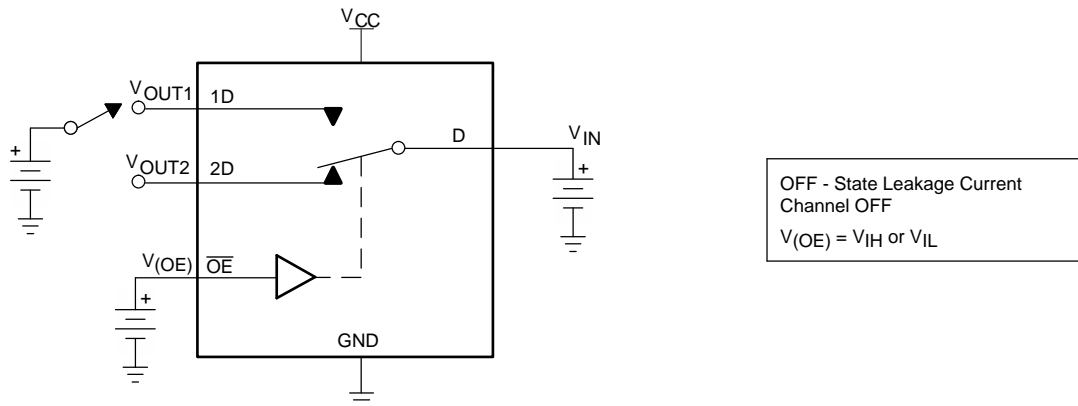 VCC
VOUT1 1D
D VIN
+ +
VOUT2 2D
OFF - State Leakage Current
Channel OFF
V(OE) = VIH or VIL
V(OE) OE
+
GND